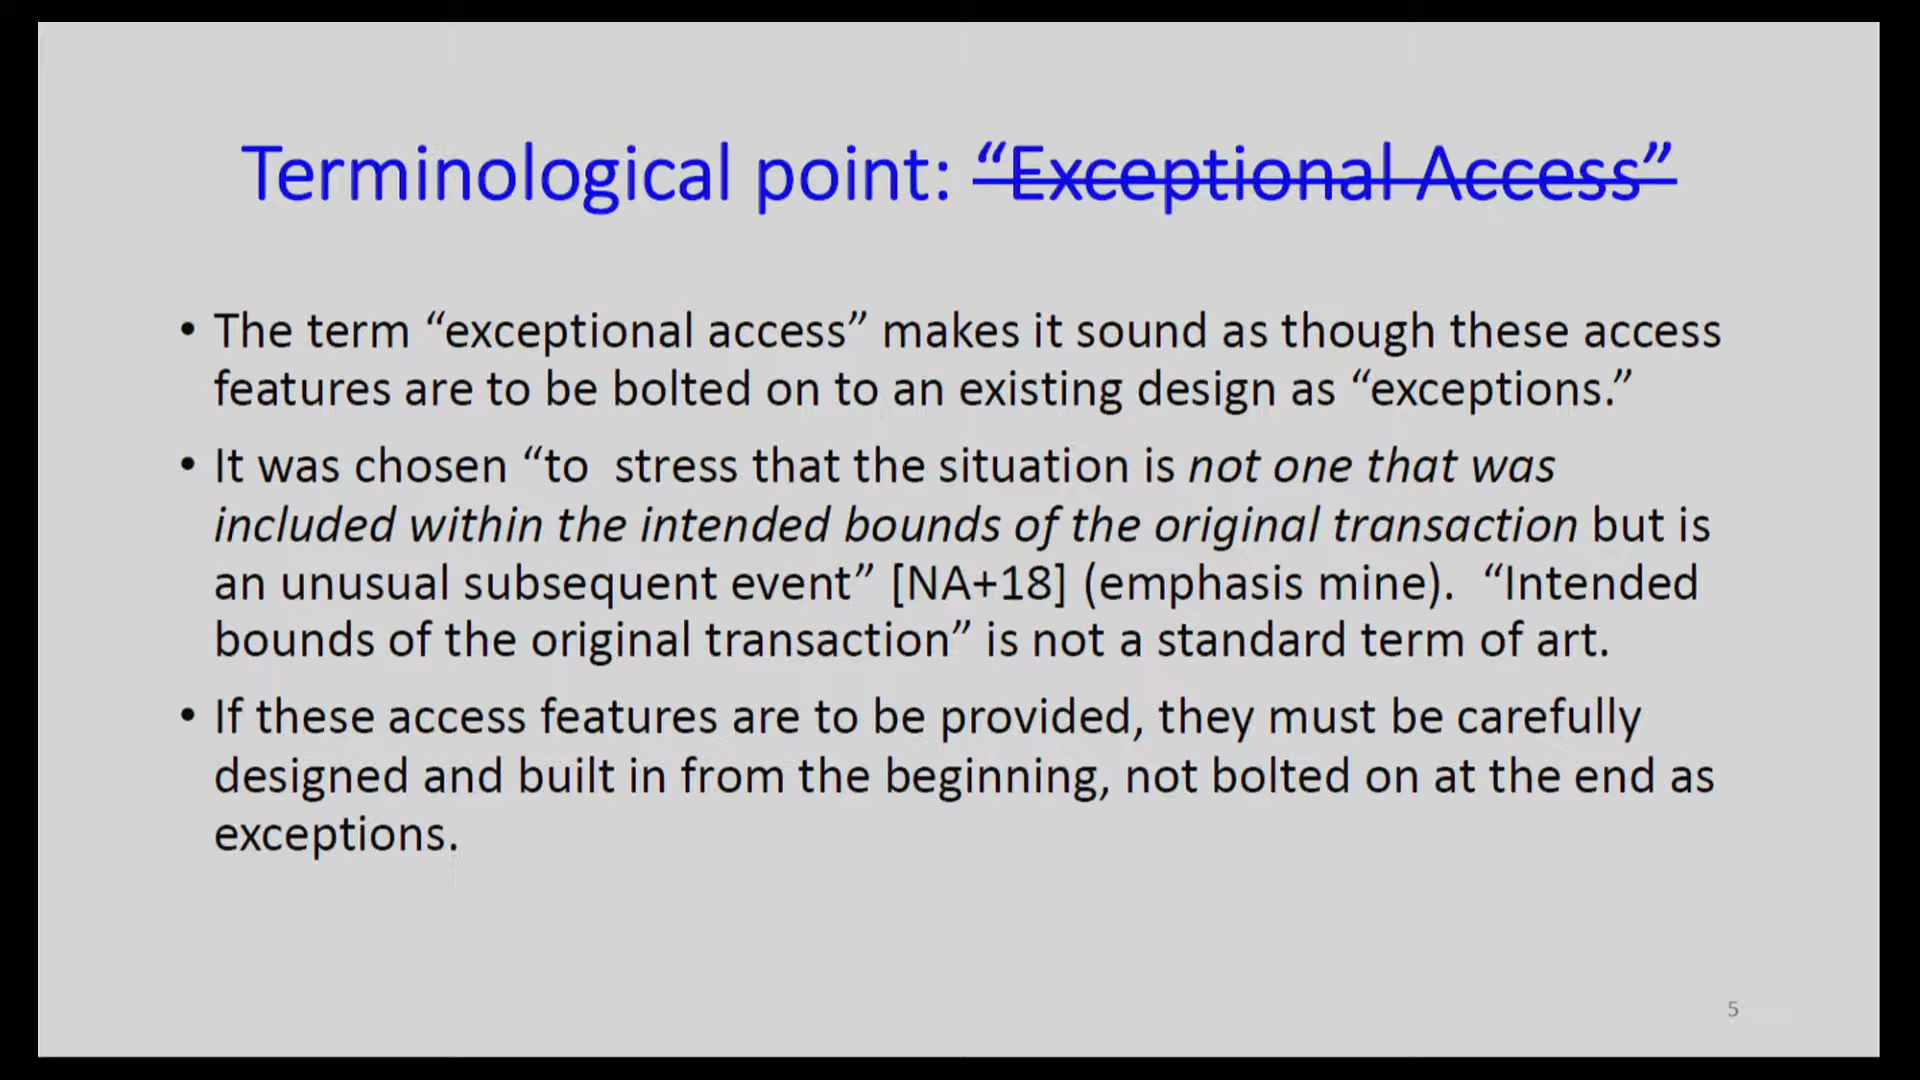 Terminological point: “Exceptional Access”
• The term “exceptional access” makes it sound as though these access
features are to be bolted on to an existing design as “exceptions.”
• It was chosen “to  stress that the situation is not one that was
included within the intended bounds of the original transaction but is
an unusual subsequent event” [NA+18] (emphasis mine).  “Intended
bounds of the original transaction” is not a standard term of art.
• If these access features are to be provided, they must be carefully
designed and built in from the beginning, not bolted on at the end as
exceptions.
5